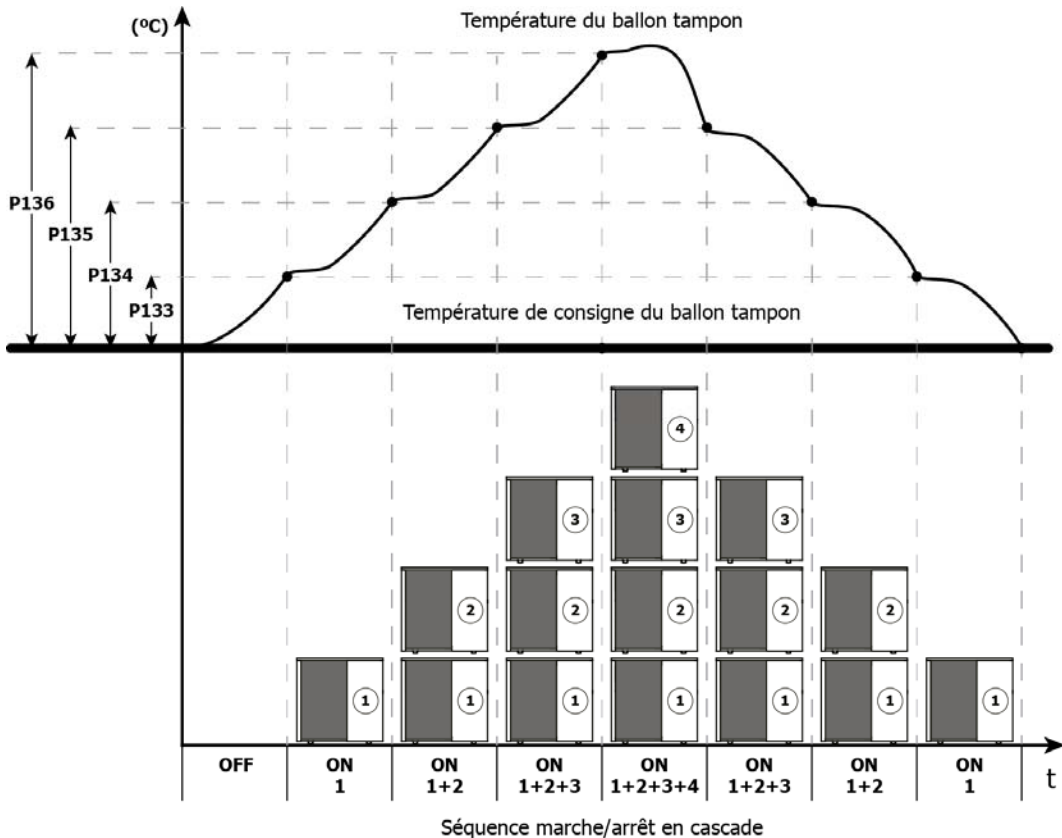 (ºC)
Température du ballon tampon
P136
P135
P134
P133
Température de consigne du ballon tampon
4
3 3 3
2 2 2 2 2
1 1 1 1 1 1 1
OFF ON ON ON ON ON ON ON
1 1+2 1+2+3 1+2+3+4 1+2+3 1+2 1
t
Séquence marche/arrêt en cascade